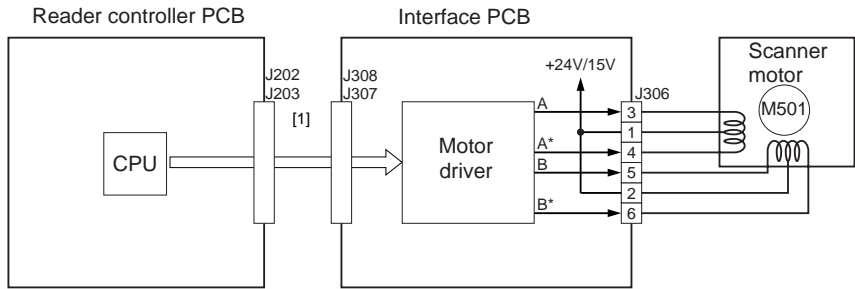 Reader controller PCB
Interface PCB
J202
J203
[1]
J308
J307
CPU
Motor
driver
+24V/15V
A
A*
B
B*
J306
3
1
4
5
2
6
Scanner
motor
M501